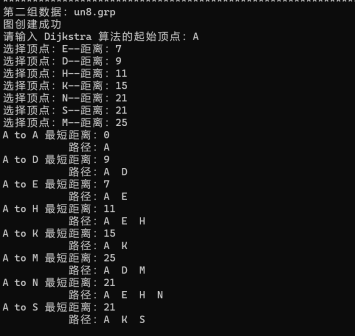 第二组数据：un8.grp
图创建成功
请输入 Dijkstra 算法的起始顶点：A
选择顶点：E--距离：7
选择顶点：D--距离：9
选择顶点：H--距离：11
选择顶点：K--距离：15
选择顶点：N--距离：21
选择顶点：S--距离：21
选择顶点：M--距离：25
A to A 最短距离：0
路径：A
A to D 最短距离：9
路径：A D
A to E 最短距离：7
路径：A E
A to H 最短距离：11
路径：A E H
A to K 最短距离：15
路径：A K
A to M 最短距离：25
路径：A D M
A to N 最短距离：21
路径：A E H N
A to S 最短距离：21
路径：A K S